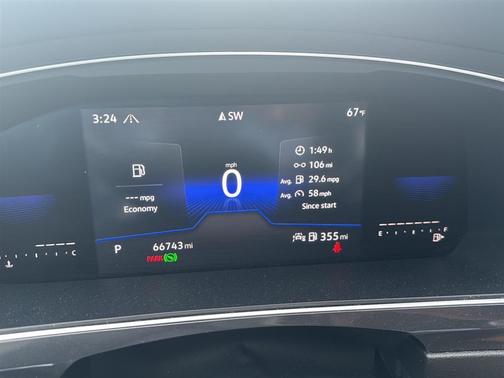 3:24
SW
67°F
1:49 h
106 mi
Avg. 29.6 mpg
Avg. 58 mph
Since start
mph
0
--- mpg
Economy
P
66743 mi
355 mi
PARK
C
E F